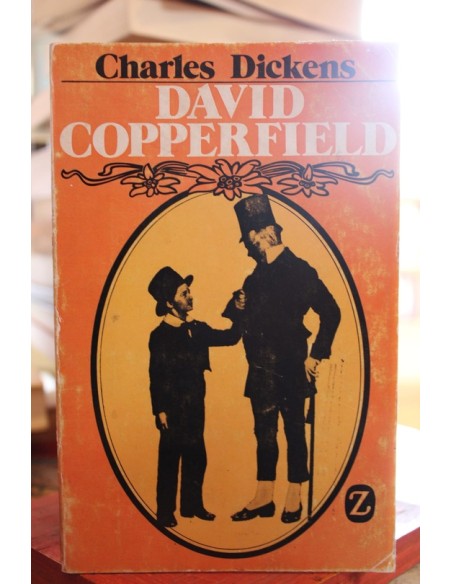 Charles Dickens
DAVID
COPPERFIELD
Z